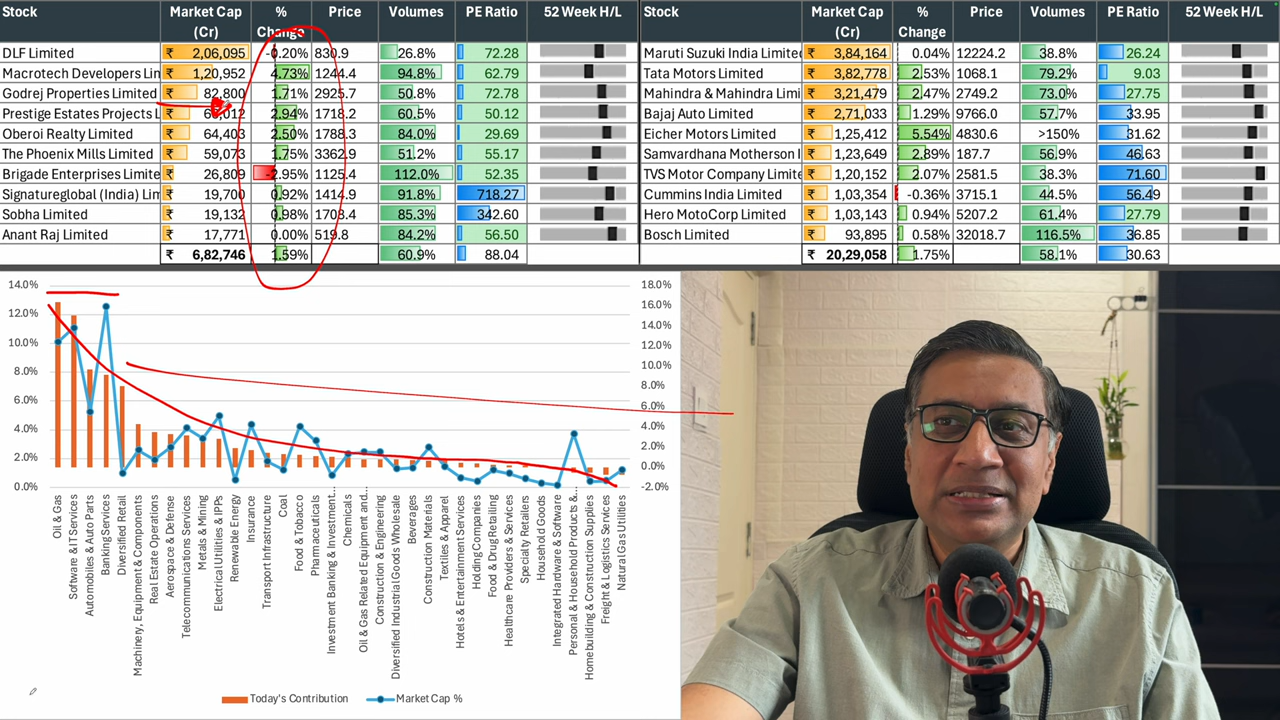 Stock Market Cap (Cr) % Change Price Volumes PE Ratio 52 Week H/L
DLF Limited ₹ 2,06,095 -0.20% 830.9 26.8% 72.28
Macrotech Developers Lin ₹ 1,20,952 4.73% 1244.4 94.8% 62.79
Godrej Properties Limited ₹ 82,800 1.71% 2925.7 50.8% 72.78
Prestige Estates Projects L ₹ 2.94% 1718.2 60.5% 50.12
Oberoi Realty Limited ₹ 64,403 2.50% 1788.3 84.0% 29.69
The Phoenix Mills Limited ₹ 59,073 1.75% 3362.9 51.2% 55.17
Brigade Enterprises Limite ₹ -2.95% 1125.4 112.0% 52.35
Signatureglobal (India) Lin ₹ 19,700 0.92% 1414.9 91.8% 718.27
Sobha Limited ₹ 19,132 0.98% 1703.4 85.3% 342.60
Anant Raj Limited ₹ 17,771 0.00% 519.8 84.2% 56.50
₹ 6,82,746 1.59% 60.9% 88.04
Stock Market Cap (Cr) % Change Price Volumes PE Ratio 52 Week H/L
Maruti Suzuki India Limited ₹ 3,84,164 0.04% 12224.2 38.8% 26.24
Tata Motors Limited ₹ 3,82,778 2.53% 1068.1 79.2% 9.03
Mahindra & Mahindra Limi ₹ 3,21,479 2.47% 2749.2 73.0% 27.75
Bajaj Auto Limited ₹ 2,71,033 1.29% 9766.0 57.7% 33.95
Eicher Motors Limited ₹ 1,25,412 5.54% 4830.6 >150% 31.62
Samvardhana Motherson I ₹ 1,23,649 2.89% 187.7 56.9% 46.63
TVS Motor Company Limite ₹ 1,20,152 2.07% 2581.5 38.3% 71.60
Cummins India Limited ₹ 1,03,354 -0.36% 3715.1 44.5% 56.49
Hero MotoCorp Limited ₹ 1,03,143 0.94% 5207.2 61.4% 27.79
Bosch Limited ₹ 93,895 0.58% 32018.7 116.5% 36.85
₹ 20,29,058 1.75% 58.1% 30.63
14.0%
12.0%
10.0%
8.0%
6.0%
4.0%
2.0%
0.0%
18.0%
16.0%
14.0%
12.0%
10.0%
8.0%
6.0%
4.0%
2.0%
0.0%
-2.0%
Oil & Gas
Software & IT Services
Automobiles & Auto Parts
Banking Services
Diversified Retail
Machinery, Equipment & Components
Real Estate Operations
Aerospace & Defense
Telecommunications Services
Metals & Mining
Electrical Utilities & IPPs
Renewable Energy
Insurance
Transport Infrastructure
Coal
Food & Tobacco
Pharmaceuticals
Investment Banking & Investment...
Chemicals
Oil & Gas Related Equipment and...
Construction & Engineering
Diversified Industrial Goods Wholesale
Beverages
Construction Materials
Textiles & Apparel
Hotels & Entertainment Services
Holding Companies
Food & Drug Retailing
Healthcare Providers & Services
Specialty Retailers
Household Goods
Integrated Hardware & Software
Personal & Household Products &...
Homebuilding & Construction Supplies
Freight & Logistics Services
Natural Gas Utilities
Today's Contribution
Market Cap %